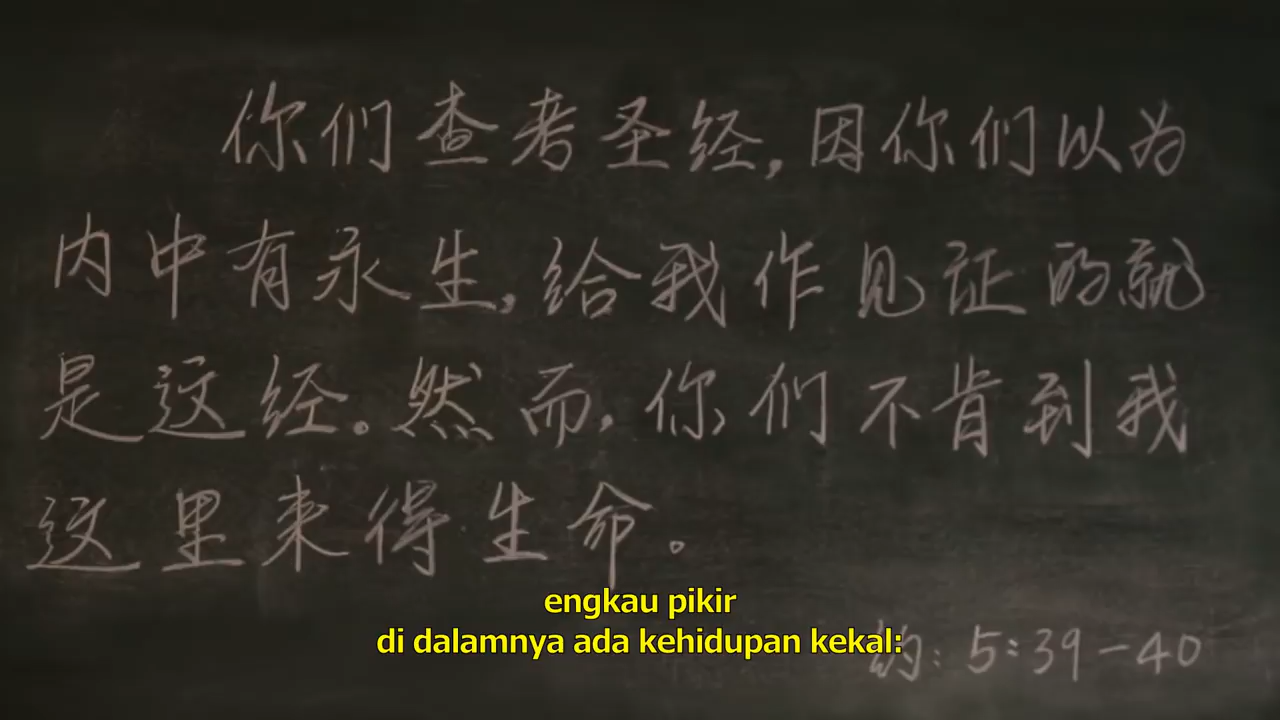 你们查考圣经,因你们以为
内中有永生,给我作见证的就
是这经。然而,你们不肯到我
这里来得生命。
engkau pikir
di dalamnya ada kehidupan kekal:
约: 5:39-40